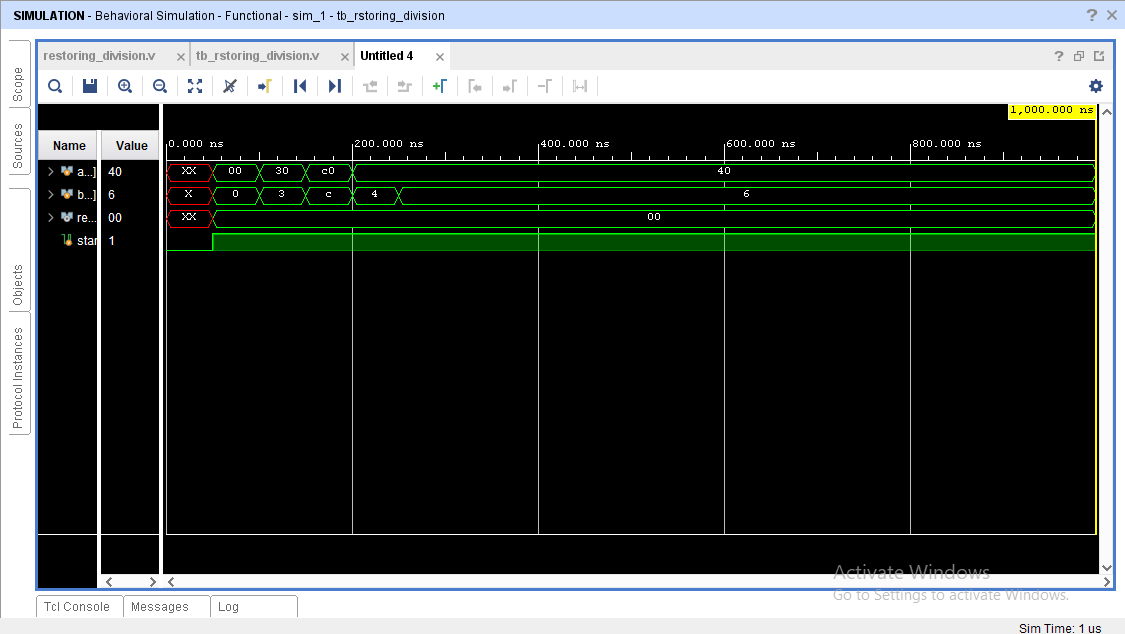 SIMULATION - Behavioral Simulation - Functional - sim_1 - tb_rstoring_division
? ×
restoring_division.v ×
tb_rstoring_division.v ×
Untitled 4 ×
?
Scope
Sources
Objects
Protocol Instances
1,000.000 ns
Name
Value
0.000 ns
200.000 ns
400.000 ns
600.000 ns
800.000 ns
a...]
40
XX
00
30
c0
40
b...]
6
X
0
3
c
4
6
re...
00
XX
00
star
1
Activate Windows
Go to Settings to activate Windows.
Tcl Console
Messages
Log
Sim Time: 1 us